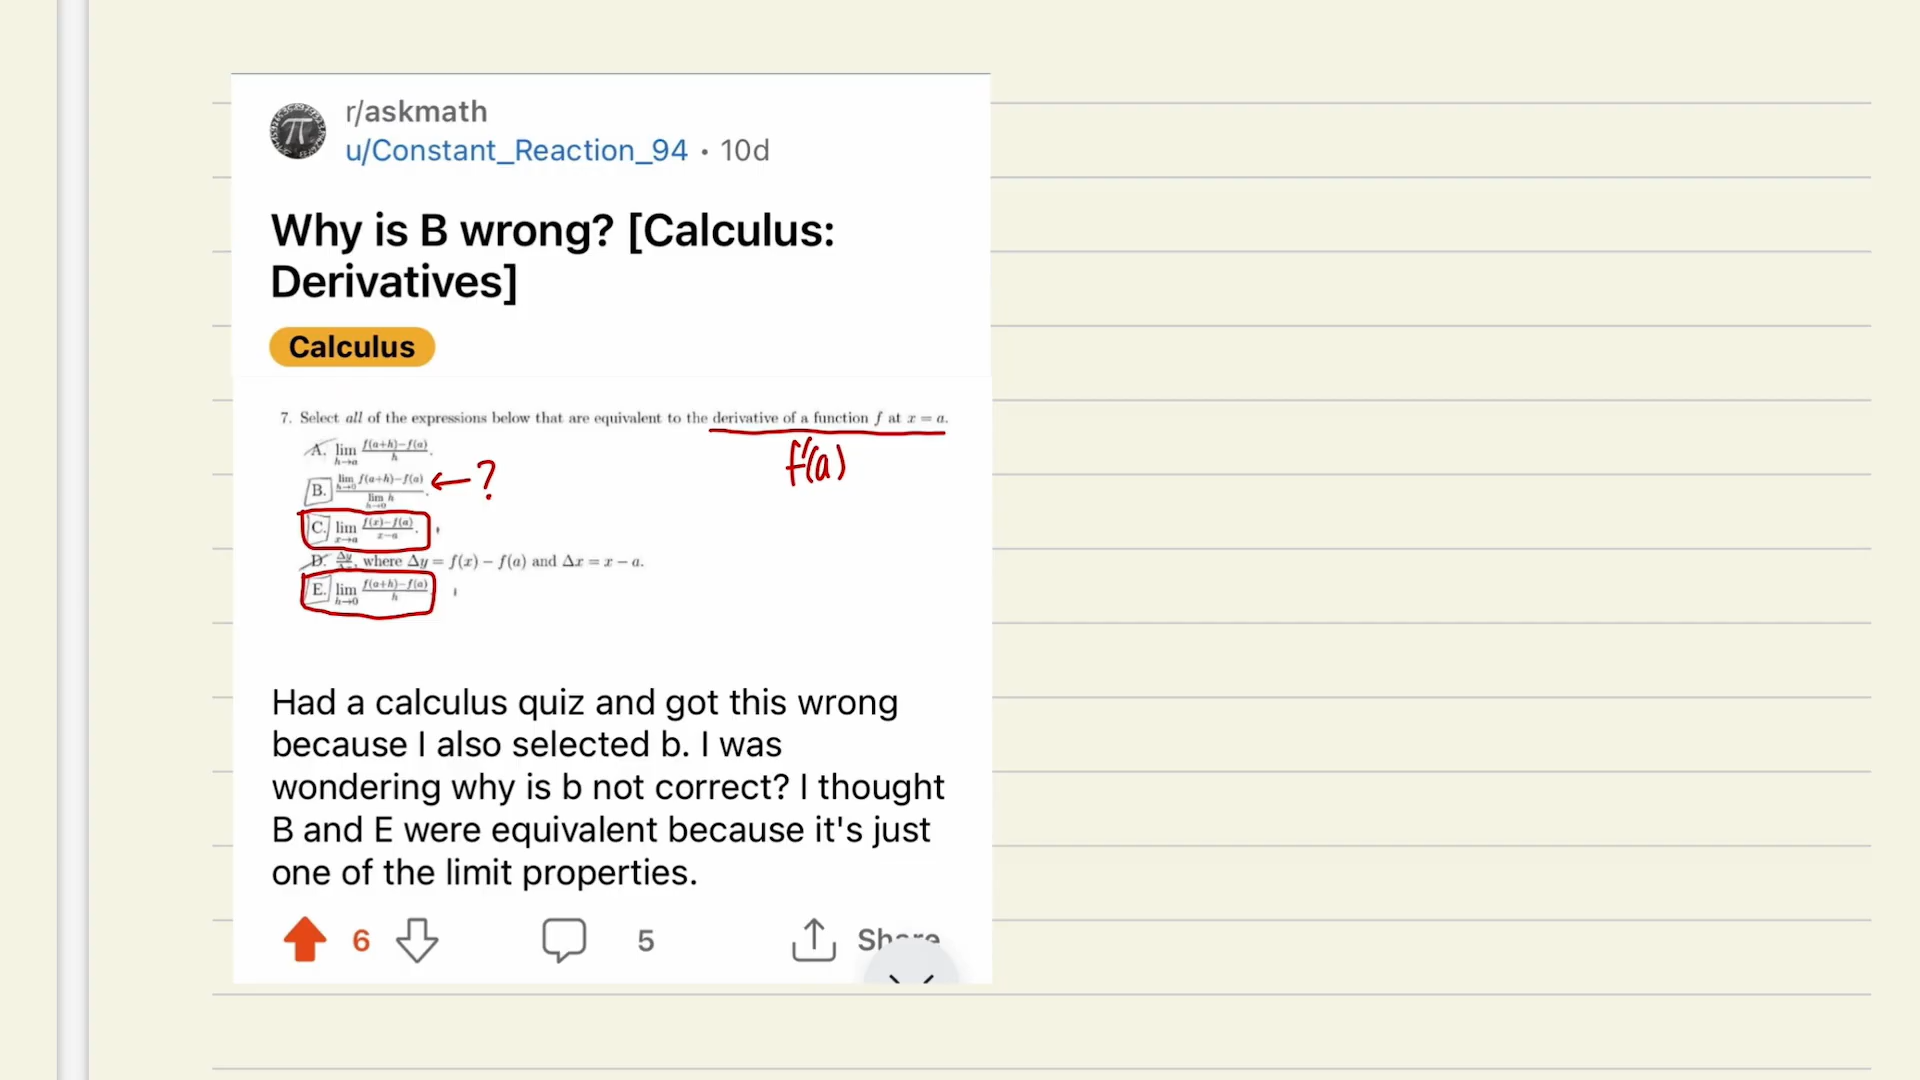 r/askmath
u/Constant_Reaction_94 • 10d
Why is B wrong? [Calculus:
Derivatives]
Calculus
7. Select all of the expressions below that are equivalent to the derivative of a function f at x = a.
f'(a)
A. lim h→a f(a+h)−f(a) / h.
B. lim h→0 f(a+h)−f(a) / lim h→0 h. ←?
C. lim x→a f(x)−f(a) / x−a.
D. Δy, where Δy = f(x) − f(a) and Δx = x − a.
E. lim h→0 f(a+h)−f(a) / h
Had a calculus quiz and got this wrong
because I also selected b. I was
wondering why is b not correct? I thought
B and E were equivalent because it's just
one of the limit properties.
6 5 Share